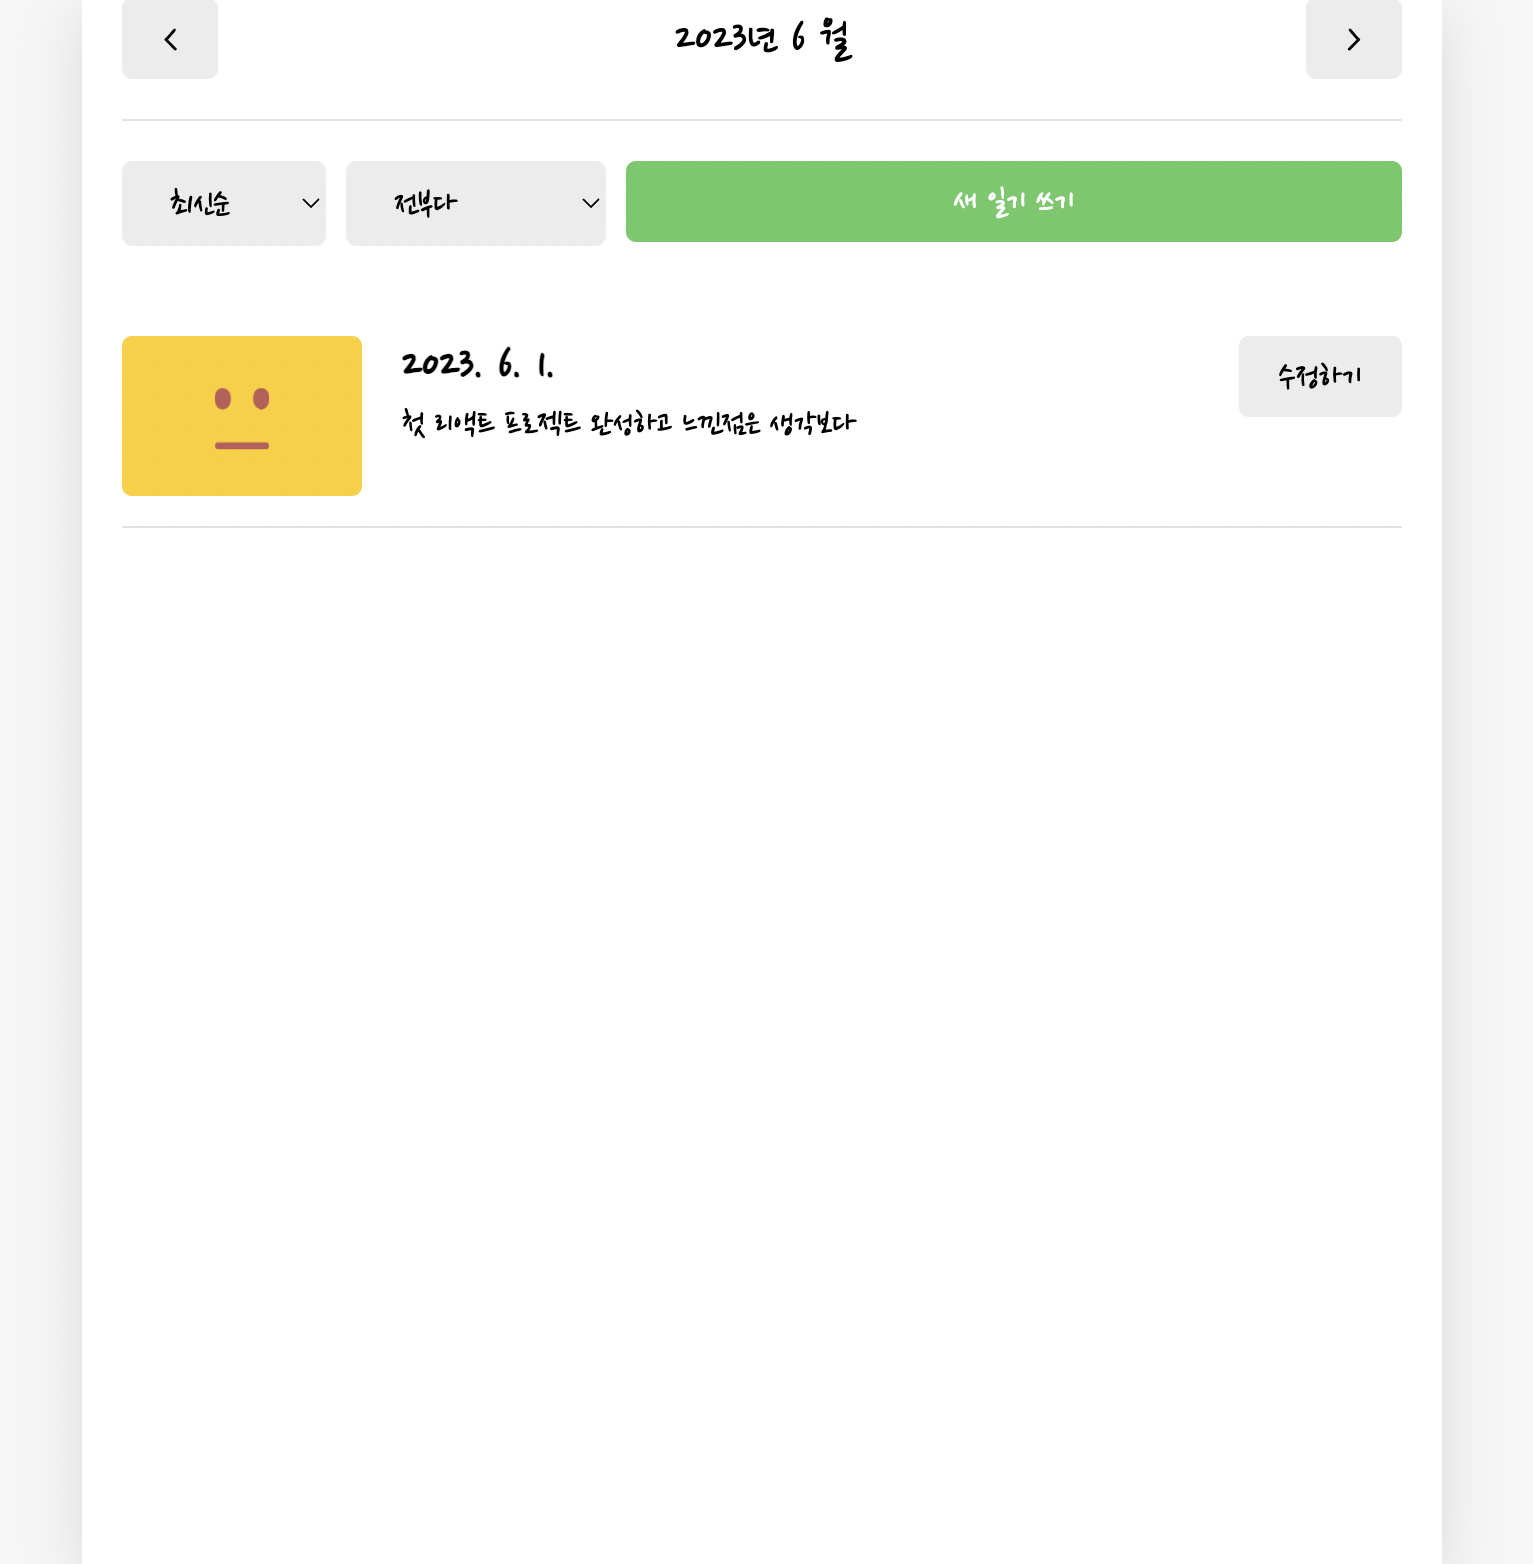 2023년 6 월
최신순 전부다 새 일기 쓰기
2023. 6. 1.
수정하기
첫 리액트 프로젝트 완성하고 느낀점은 생각보다